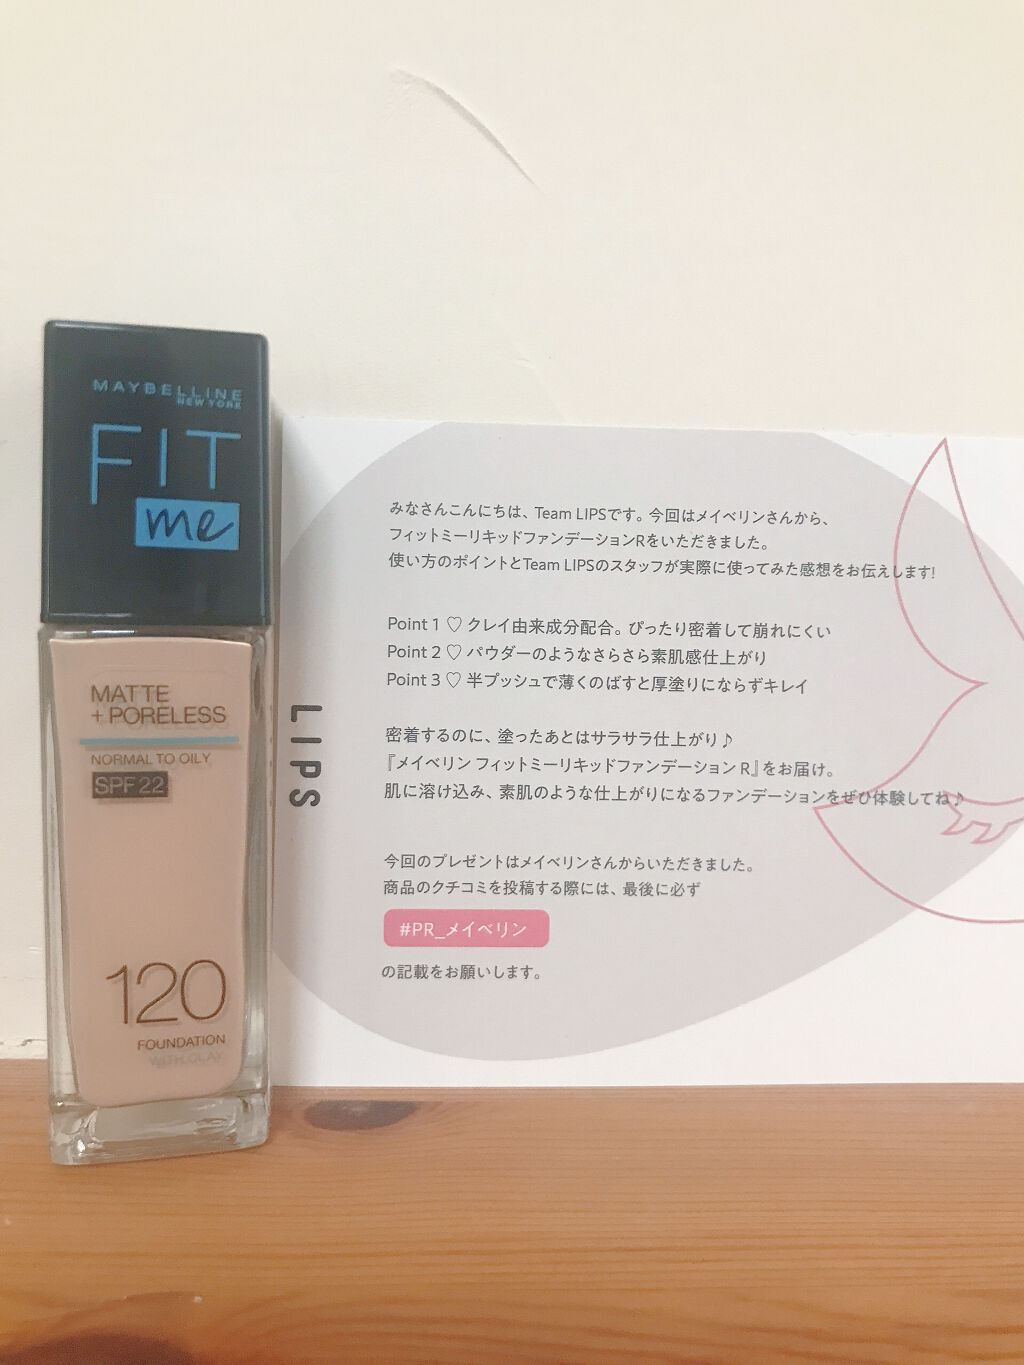 MAYBELLINE
NEW YORK
FIT
me
MATTE
+ PORELESS
NORMAL TO OILY
SPF 22
120
FOUNDATION
WITH CLAY
LIPS
みなさんこんにちは、Team LIPSです。今回はメイベリンさんから、
フィットミーリキッドファンデーションRをいただきました。
使い方のポイントとTeam LIPSのスタッフが実際に使ってみた感想をお伝えします!
Point 1 ♡ クレイ由来成分配合。ぴったり密着して崩れにくい
Point 2 ♡ パウダーのようなさらさら素肌感仕上がり
Point 3 ♡ 半プッシュで薄くのばすと厚塗りにならずキレイ
密着するのに、塗ったあとはサラサラ仕上がり♪
『メイベリン フィットミーリキッドファンデーション R』をお届け。
肌に溶け込み、素肌のような仕上がりになるファンデーションをぜひ体験してね♪
今回のプレゼントはメイベリンさんからいただきました。
商品のクチコミを投稿する際には、最後に必ず
#PR_メイベリン
の記載をお願いします。